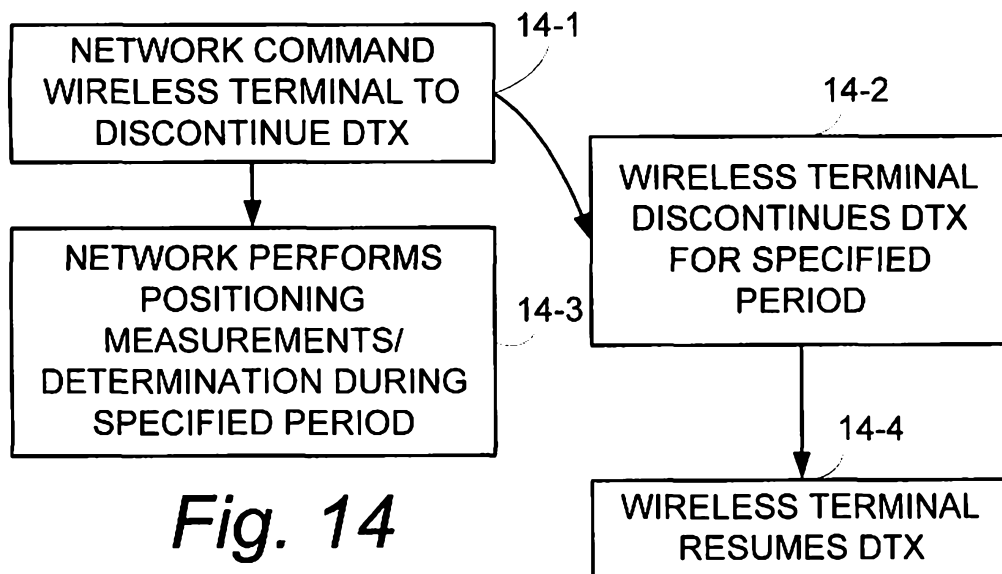 14-1
NETWORK COMMAND
WIRELESS TERMINAL TO
DISCONTINUE DTX
14-2
WIRELESS TERMINAL
DISCONTINUES DTX
FOR SPECIFIED
PERIOD
NETWORK PERFORMS
POSITIONING
MEASUREMENTS/
DETERMINATION DURING
SPECIFIED PERIOD
14-3
14-4
WIRELESS TERMINAL
RESUMES DTX
Fig. 14